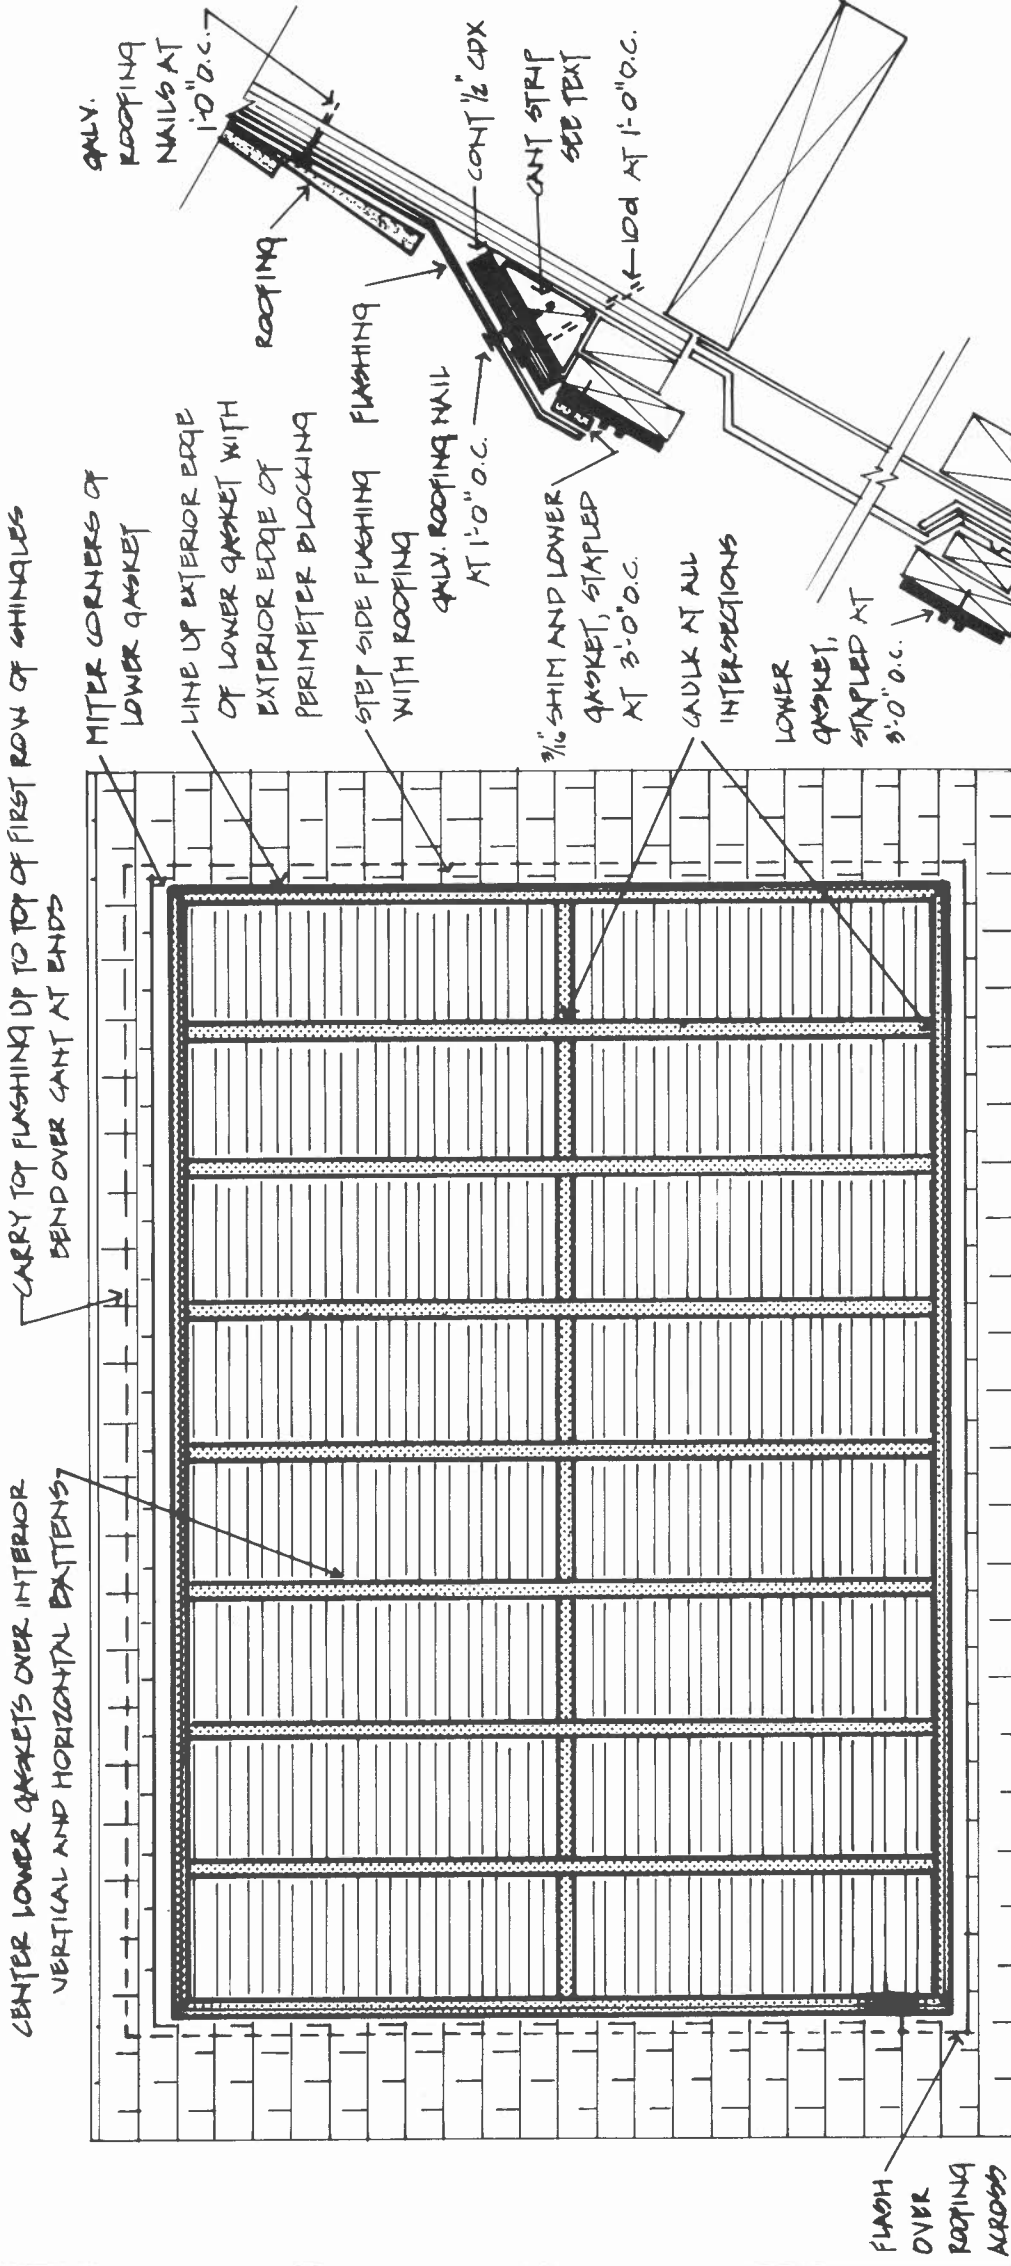 CENTER LOWER GASKETS OVER INTERIOR
VERTICAL AND HORIZONTAL BATTENS
CARRY TOP FLASHING UP TO TOP OF FIRST ROW OF SHINGLES
BEND OVER CANT AT ENDS
MITER CORNERS OF
LOWER GASKET
LINE UP EXTERIOR EDGE
OF LOWER GASKET WITH
EXTERIOR EDGE OF
PERIMETER BLOCKING
STEP SIDE FLASHING
WITH ROOFING
GALV.
ROOFING
NAILS AT
1'-0" O.C.
ROOFING
FLASHING
GALV. ROOFING NAIL
AT 1'-0" O.C.
CONT 1/2" CDX
CANT STRIP
SEE TEXT
10d AT 1'-0" O.C.
3/16" SHIM AND LOWER
GASKET, STAPLED
AT 3'-0" O.C.
CAULK AT ALL
INTERSECTIONS
LOWER
GASKET,
STAPLED AT
3'-0" O.C.
FLASH
OVER
ROOFING
ACROSS